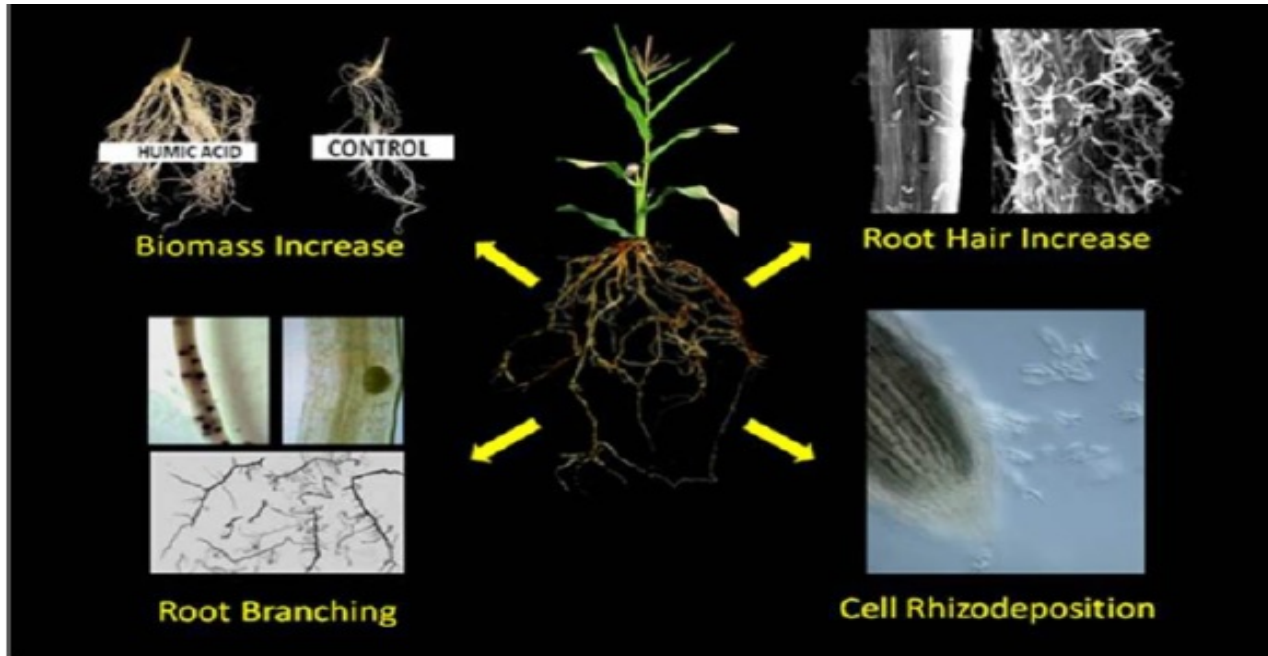 HUMIC ACID
CONTROL
Biomass Increase
Root Hair Increase
Root Branching
Cell Rhizodeposition